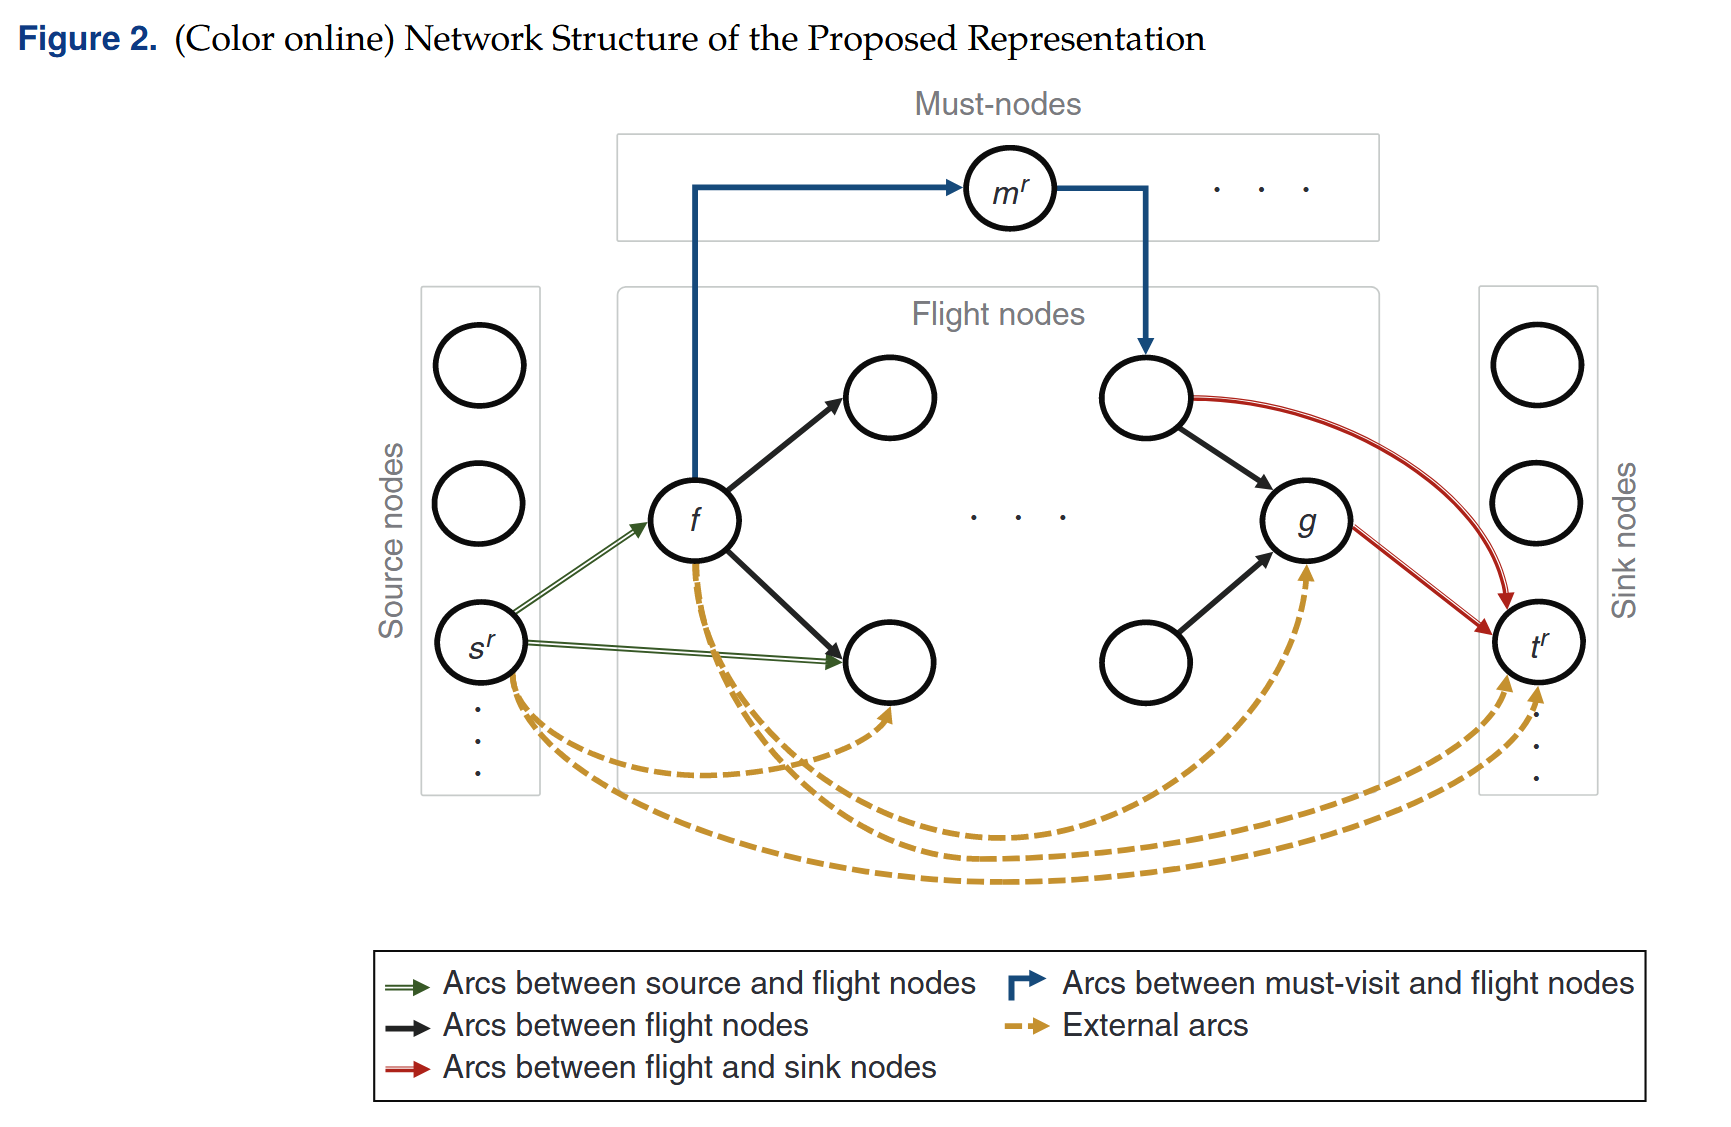 Figure 2. (Color online) Network Structure of the Proposed Representation
Must-nodes
m^r
. . .
Flight nodes
Source nodes
f
. . .
g
Sink nodes
s^r
t^r
.
.
.
.
.
.
Arcs between source and flight nodes
Arcs between flight nodes
Arcs between flight and sink nodes
Arcs between must-visit and flight nodes
External arcs